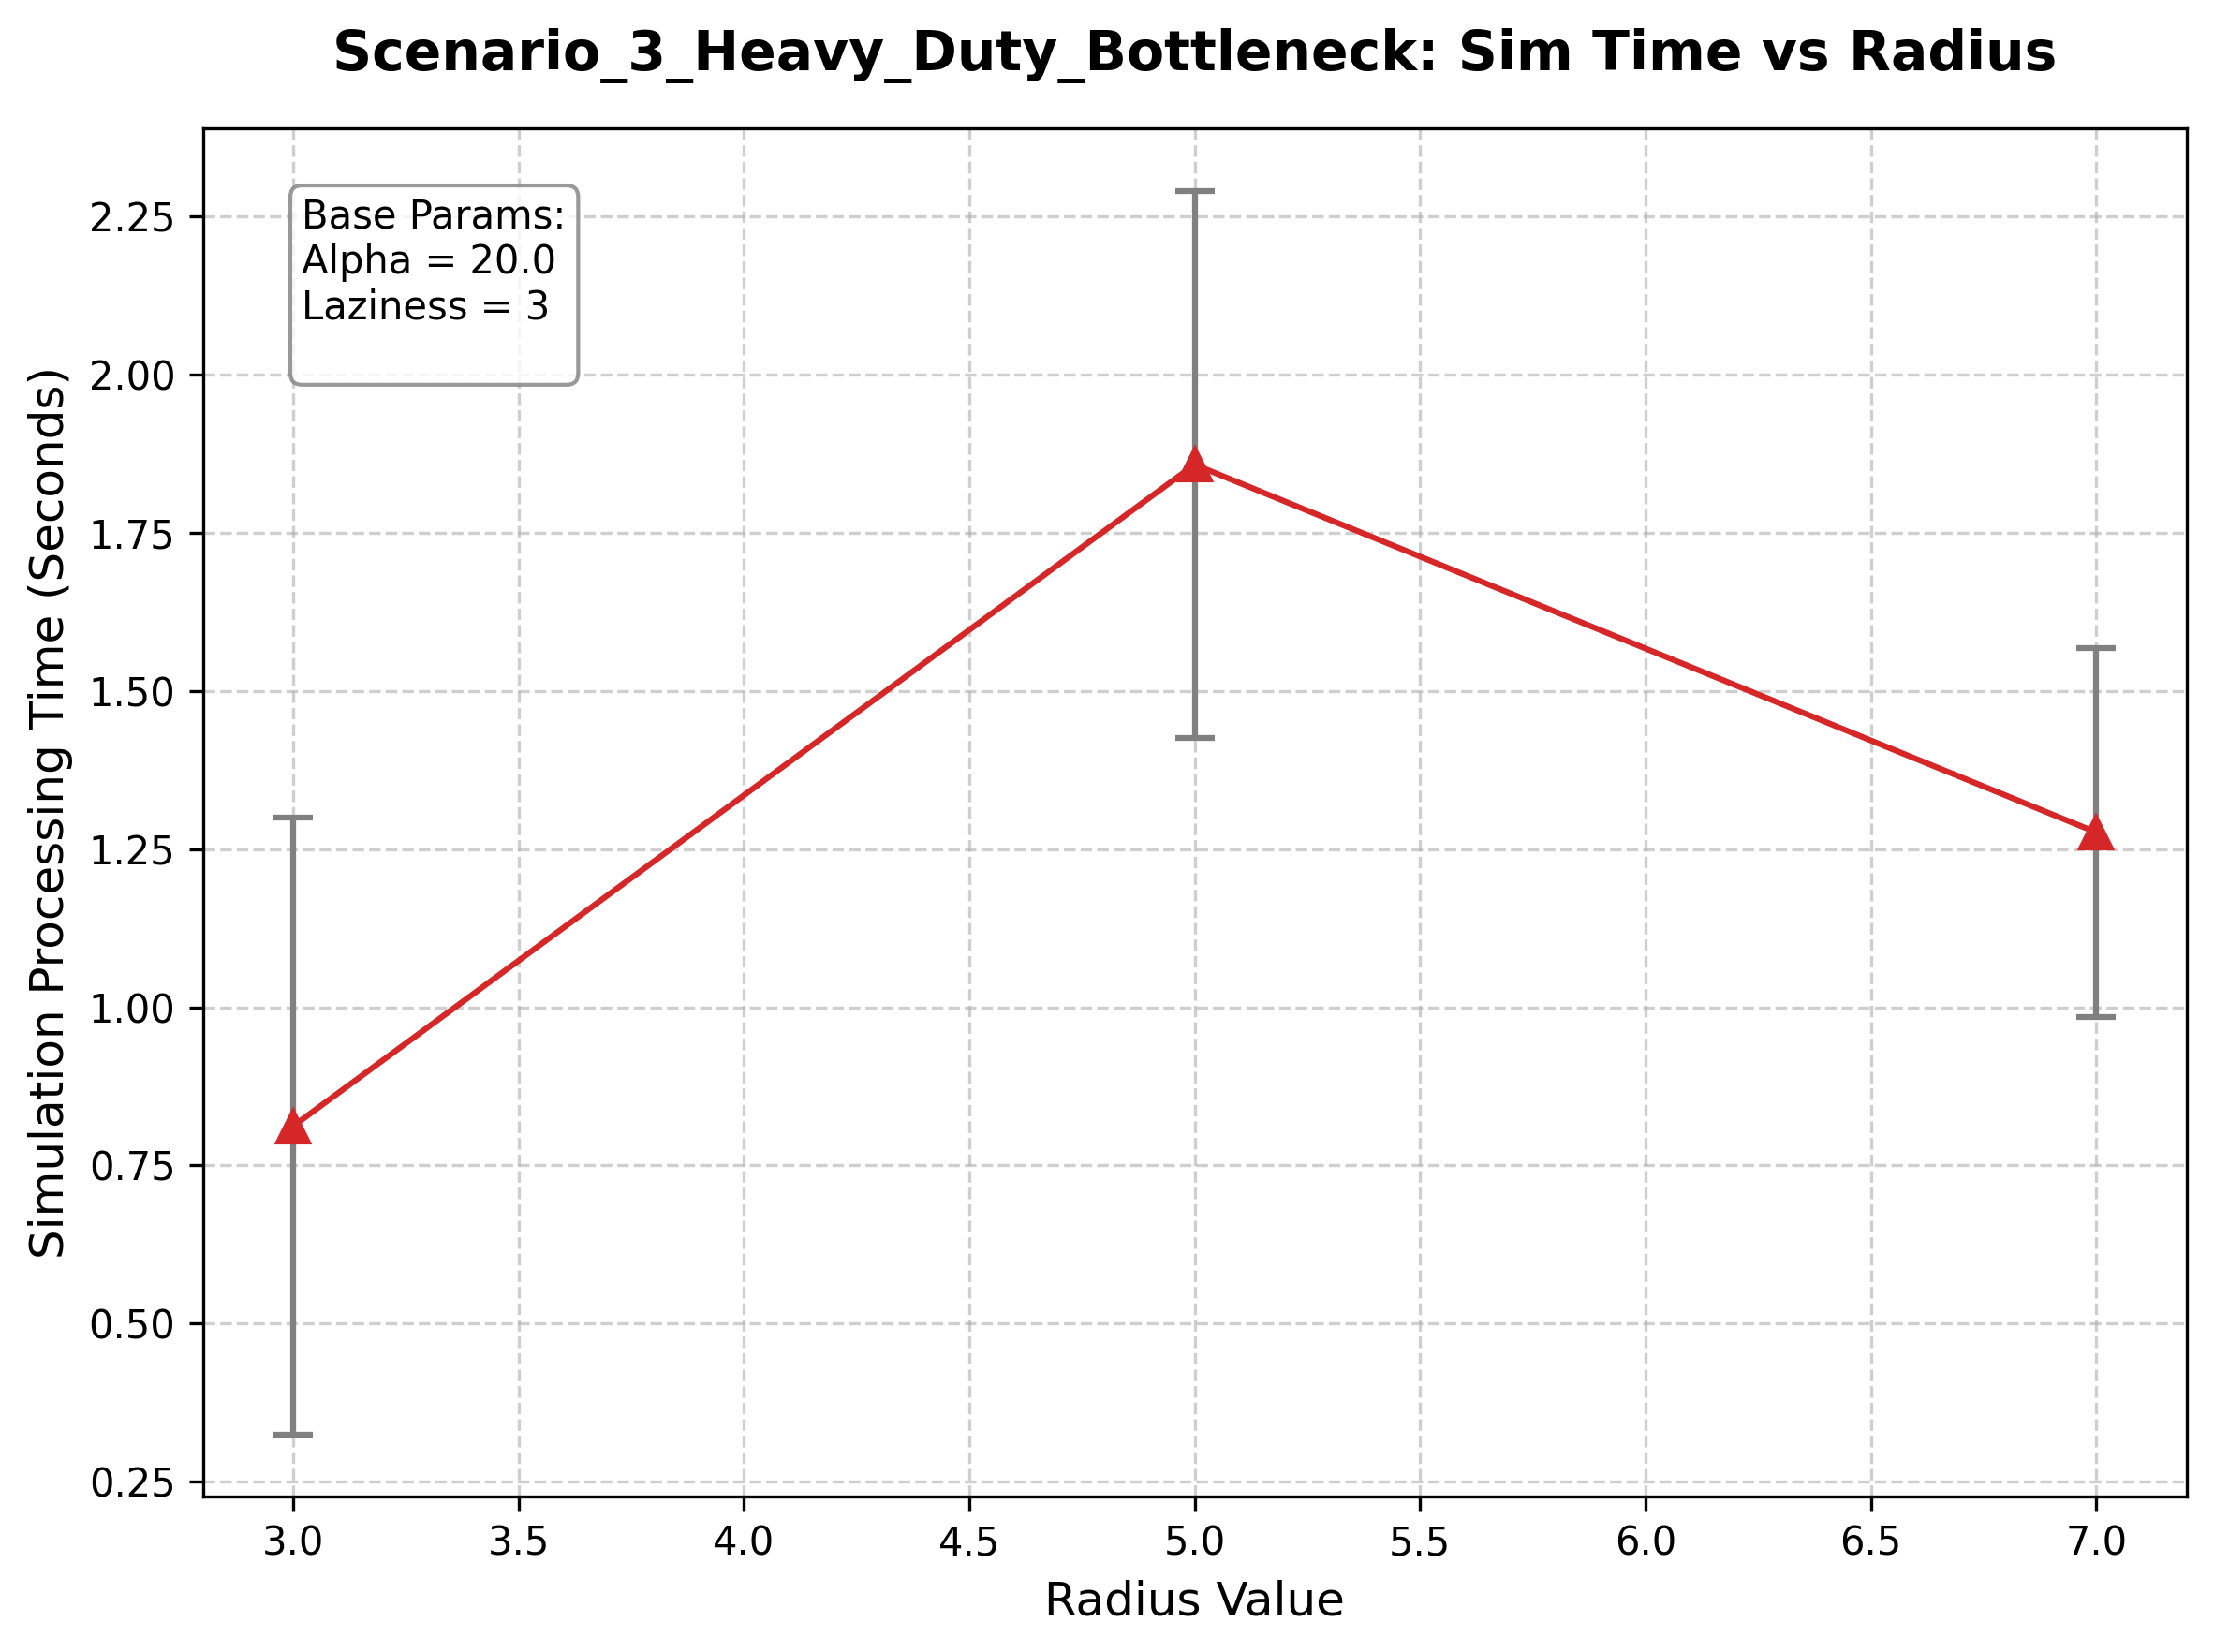 Scenario_3_Heavy_Duty_Bottleneck: Sim Time vs Radius
Base Params:
Alpha = 20.0
Laziness = 3
Simulation Processing Time (Seconds)
2.25
2.00
1.75
1.50
1.25
1.00
0.75
0.50
0.25
3.0 3.5 4.0 4.5 5.0 5.5 6.0 6.5 7.0
Radius Value